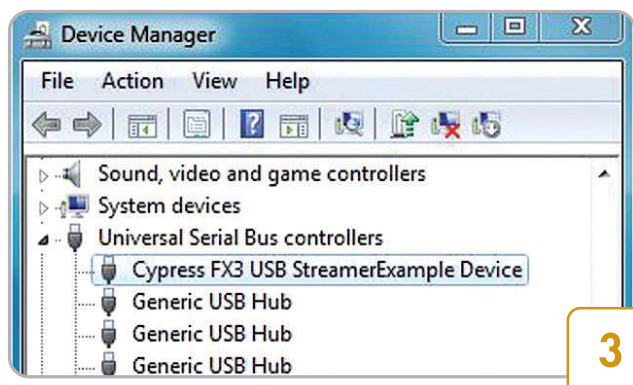 Device Manager
File Action View Help
Sound, video and game controllers
System devices
Universal Serial Bus controllers
Cypress FX3 USB StreamerExample Device
Generic USB Hub
Generic USB Hub
Generic USB Hub
3